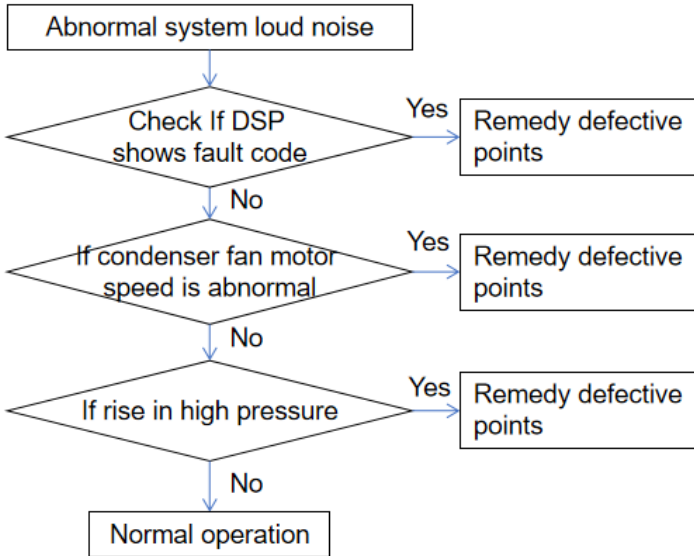 Abnormal system loud noise
Check If DSP
shows fault code
Yes
Remedy defective
points
No
If condenser fan motor
speed is abnormal
Yes
Remedy defective
points
No
If rise in high pressure
Yes
Remedy defective
points
No
Normal operation